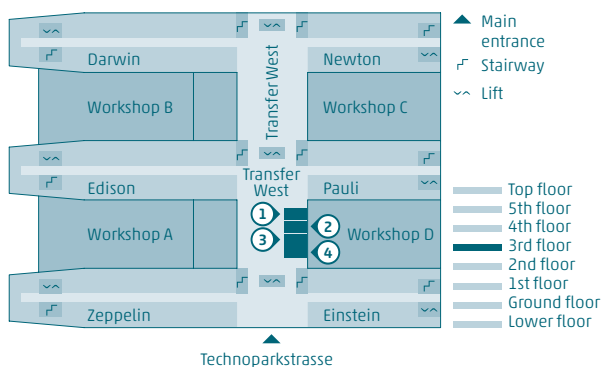 Main
entrance
Stairway
Lift
Darwin
Transfer West
Newton
Workshop B
Workshop C
Edison
Transfer
West
Pauli
1
2
Workshop A
3
Workshop D
4
Zeppelin
Einstein
Technoparkstrasse
Top floor
5th floor
4th floor
3rd floor
2nd floor
1st floor
Ground floor
Lower floor